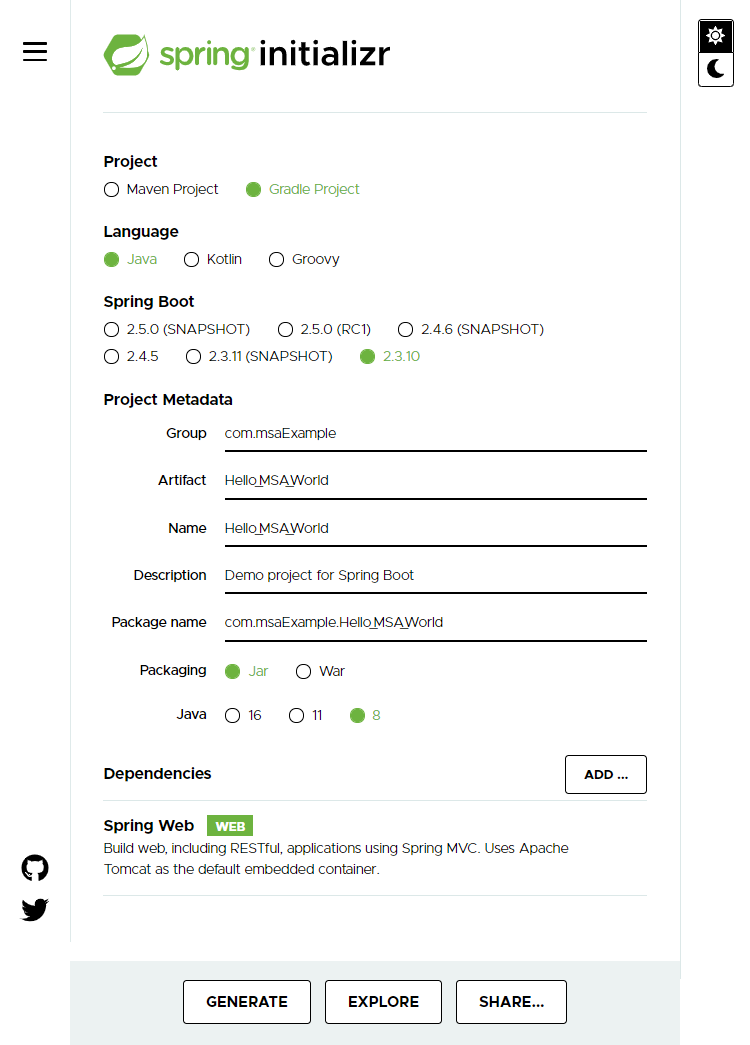 spring initializr
Project
Maven Project Gradle Project
Language
Java Kotlin Groovy
Spring Boot
2.5.0 (SNAPSHOT) 2.5.0 (RC1) 2.4.6 (SNAPSHOT)
2.4.5 2.3.11 (SNAPSHOT) 2.3.10
Project Metadata
Group com.msaExample
Artifact Hello_MSA_World
Name Hello_MSA_World
Description Demo project for Spring Boot
Package name com.msaExample.Hello_MSA_World
Packaging Jar War
Java 16 11 8
Dependencies ADD ...
Spring Web WEB
Build web, including RESTful, applications using Spring MVC. Uses Apache
Tomcat as the default embedded container.
GENERATE EXPLORE SHARE...